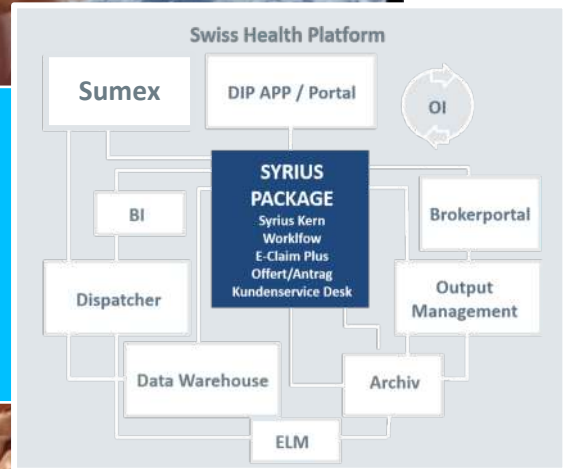 Swiss Health Platform
Sumex
DIP APP / Portal
OI
SYRIUS
PACKAGE
Syrius Kern
Worklfow
E-Claim Plus
Offert/Antrag
Kundenservice Desk
BI
Brokerportal
Dispatcher
Output
Management
Data Warehouse
Archiv
ELM